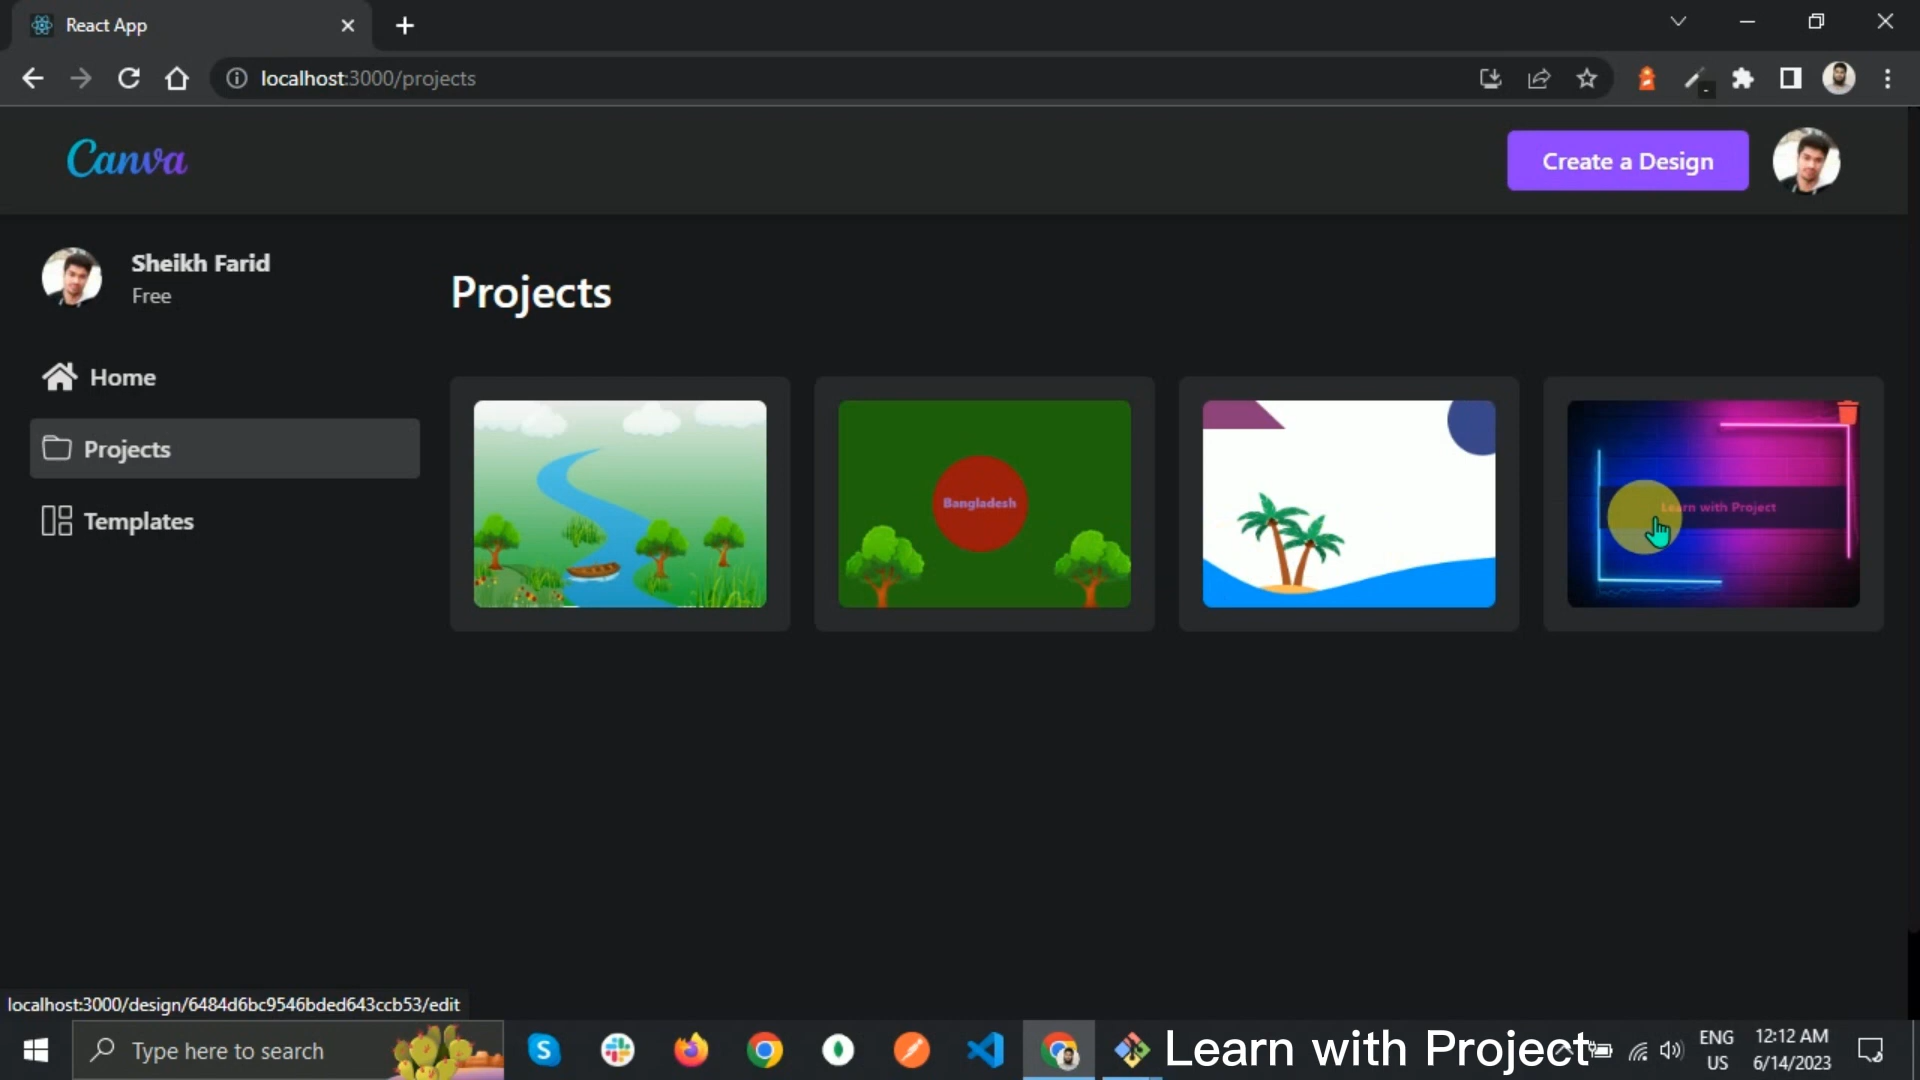 React App
localhost:3000/projects
Canva
Create a Design
Sheikh Farid
Free
Projects
Home
Projects
Templates
Bangladesh
Learn with Project
localhost:3000/design/6484d6bc9546bded643ccb53/edit
Type here to search
S
Learn with Project
ENG
US
12:12 AM
6/14/2023